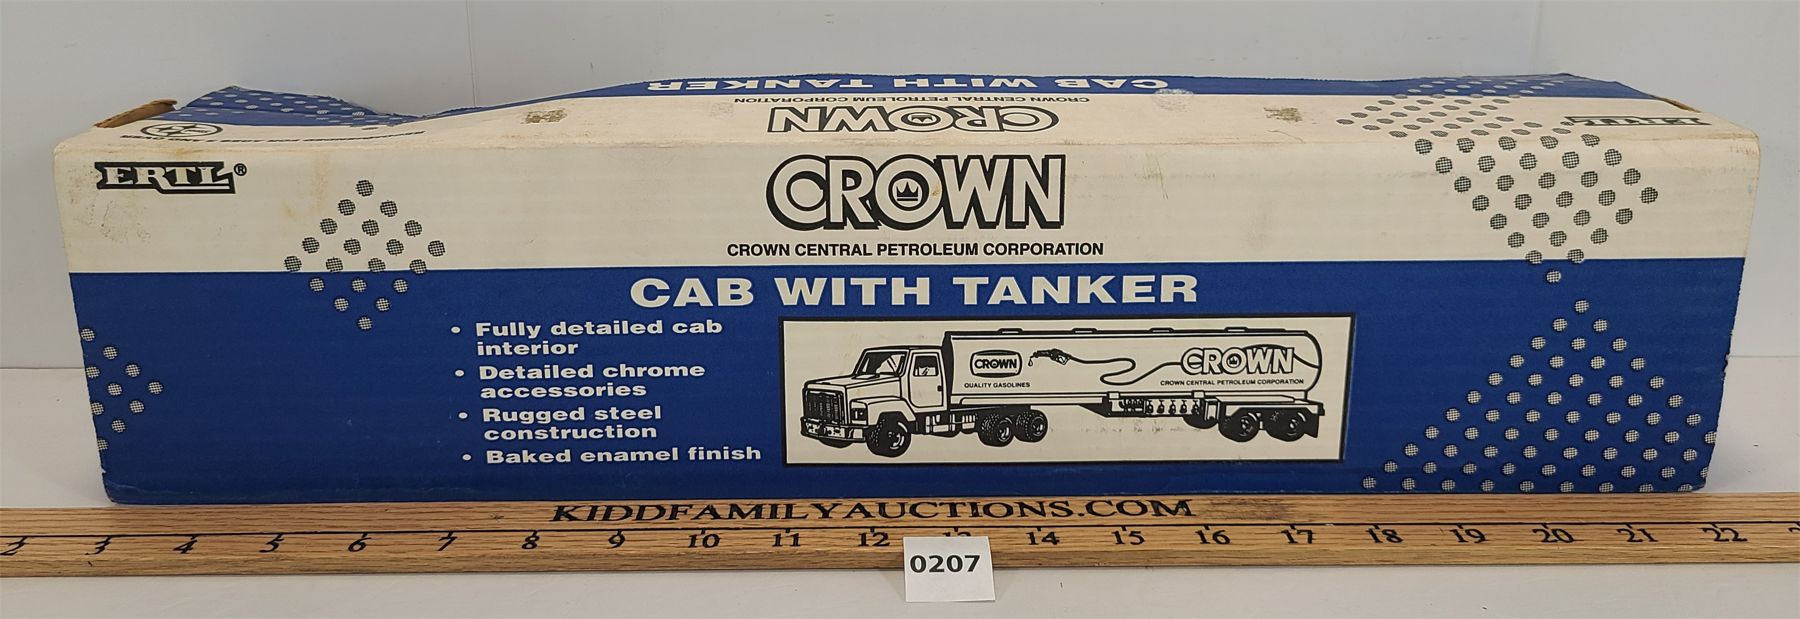 CAB WITH TANKER
CROWN CENTRAL PETROLEUM CORPORATION
CROWN
ERTL
ERTL®
CROWN
CROWN CENTRAL PETROLEUM CORPORATION
CAB WITH TANKER
• Fully detailed cab
interior
• Detailed chrome
accessories
• Rugged steel
construction
• Baked enamel finish
CROWN
QUALITY GASOLINES
CROWN
CROWN CENTRAL PETROLEUM CORPORATION
KIDDFAMILYAUCTIONS.COM
2 3 4 5 6 7 8 9 10 11 12 13 14 15 16 17 18 19 20 21 22
0207